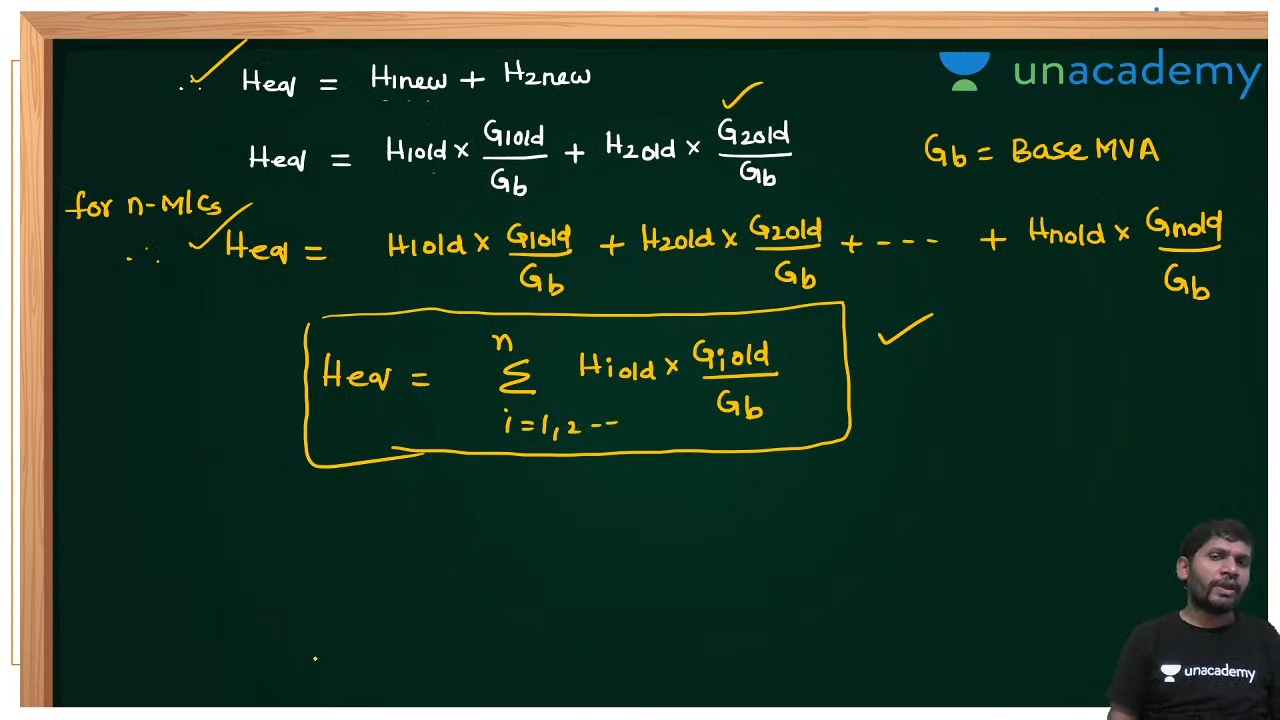 ∴ Heq = H1new + H2new
unacademy
Heq = H1old × G1old/Gb + H2old × G2old/Gb
Gb = Base MVA
for n-M/Cs
∴ Heq = H1old × G1old/Gb + H2old × G2old/Gb + --- + Hnold × Gnold/Gb
Heq = n Σ i=1,2-- Hiold × Giold/Gb
unacademy